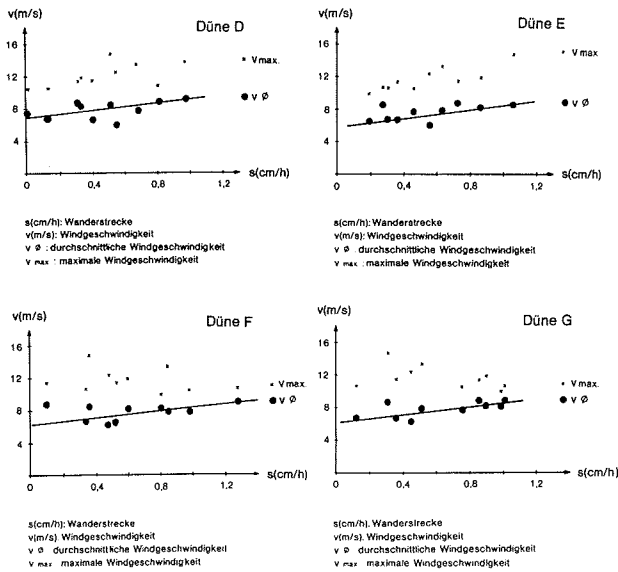 v(m/s)
Düne D
16
12
8
4
v max.
v Ø
0
0,4
0,8
1,2
s(cm/h)
s(cm/h): Wanderstrecke
v(m/s): Windgeschwindigkeit
v Ø : durchschnittliche Windgeschwindigkeit
v max : maximale Windgeschwindigkeit
v(m/s)
Düne E
16
12
8
4
v max.
v Ø
0
0,4
0,8
1,2
s(cm/h)
s(cm/h): Wanderstrecke
v(m/s): Windgeschwindigkeit
v Ø : durchschnittliche Windgeschwindigkeit
v max : maximale Windgeschwindigkeit
v(m/s)
Düne F
16
12
8
4
v max.
v Ø
0
0,4
0,8
1,2
s(cm/h)
s(cm/h): Wanderstrecke
v(m/s). Windgeschwindigkeit
v Ø durchschnittliche Windgeschwindigkeit
v max maximale Windgeschwindigkeit
v(m/s)
Düne G
16
12
8
4
v max.
v Ø
0
0,4
0,8
1,2
s(cm/h)
s(cm/h). Wanderstrecke
v(m/s) Windgeschwindigkeit
v Ø durchschnittliche Windgeschwindigkeit
v max maximale Windgeschwindigkeit